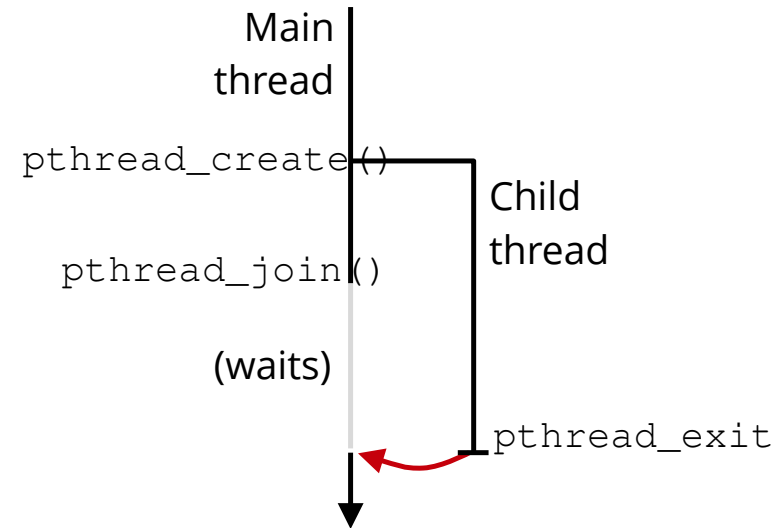 Main
thread
pthread_create()
Child
thread
pthread_join()
(waits)
pthread_exit